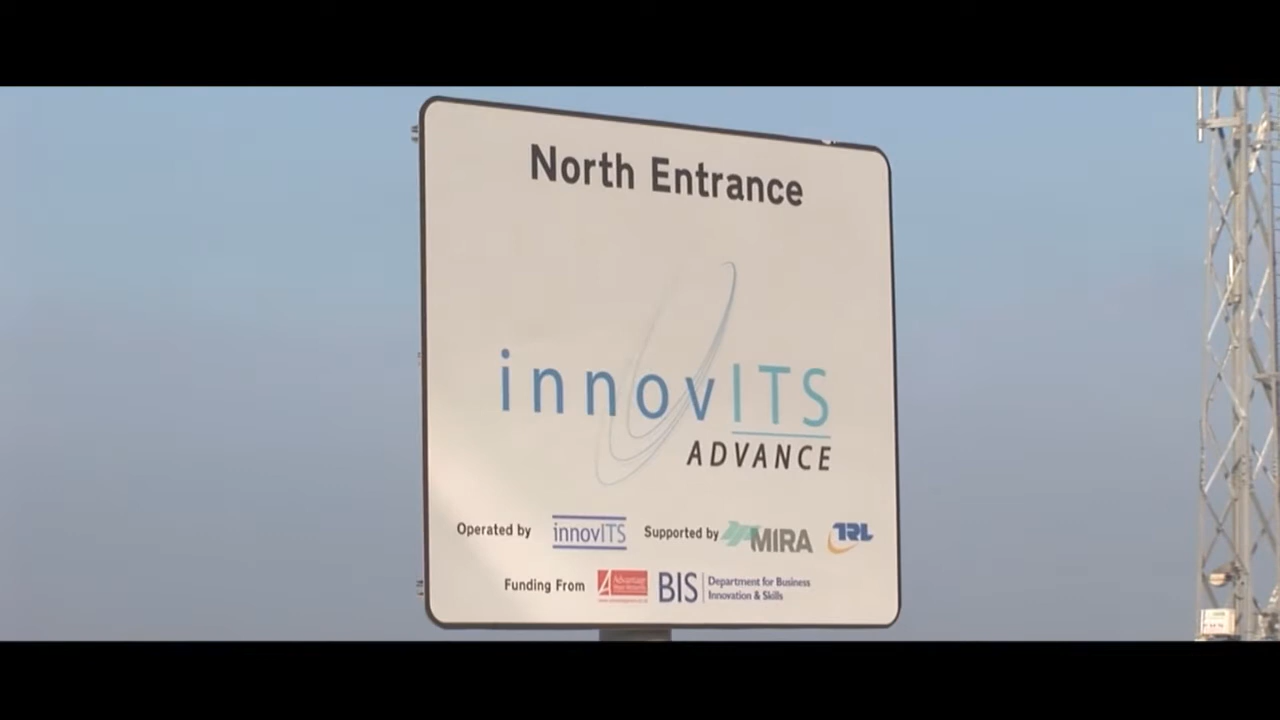 North Entrance
innovITS
ADVANCE
Operated by innovITS Supported by MIRA TRL
Funding From Advantage BIS Department for Business
Innovation & Skills